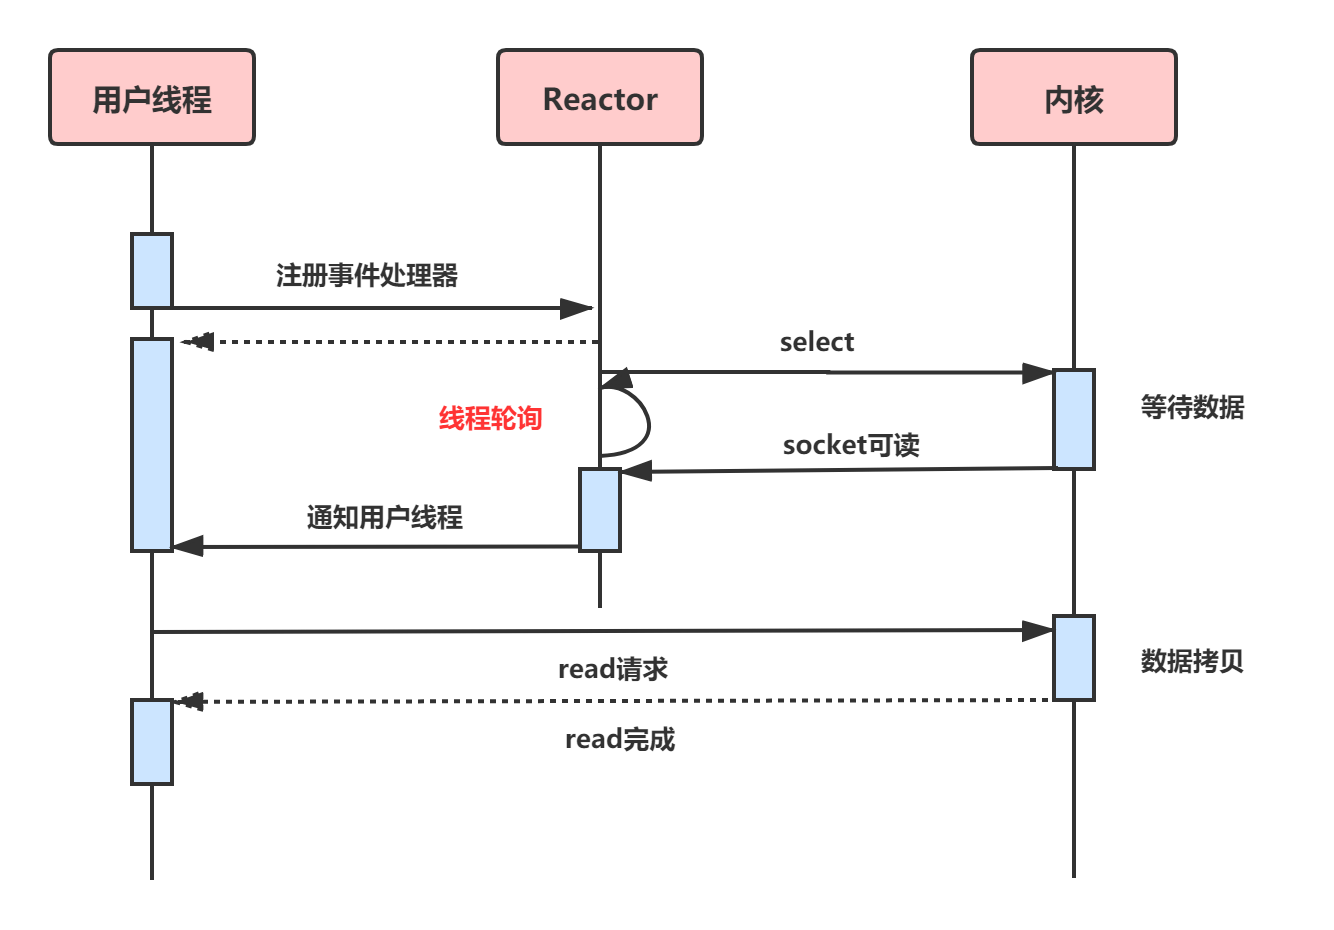 用户线程
Reactor
内核
注册事件处理器
select
等待数据
线程轮询
socket可读
通知用户线程
read请求
数据拷贝
read完成